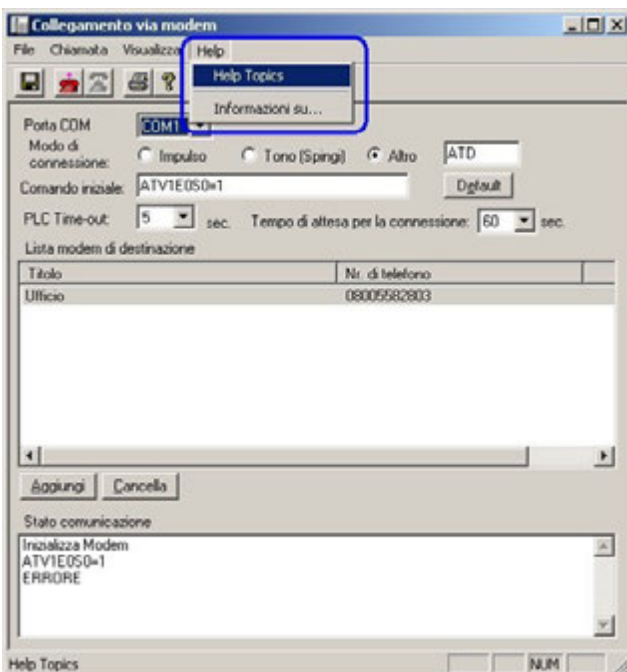 Collegamento via modem
File Chiamata Visualizza Help
Help Topics
Informazioni su...
Porta COM COM1
Modo di connessione: Impulso Tono (Spingi) Altro ATD
Comando iniziale: ATV1E0S0=1 Default
PLC Time-out: 5 sec. Tempo di attesa per la connessione: 60 sec.
Lista modem di destinazione
Titolo Nr. di telefono
Ufficio 08005582803
Aggiungi Cancella
Stato comunicazione
Inizializza Modem
ATV1E0S0=1
ERRORE
Help Topics NUM